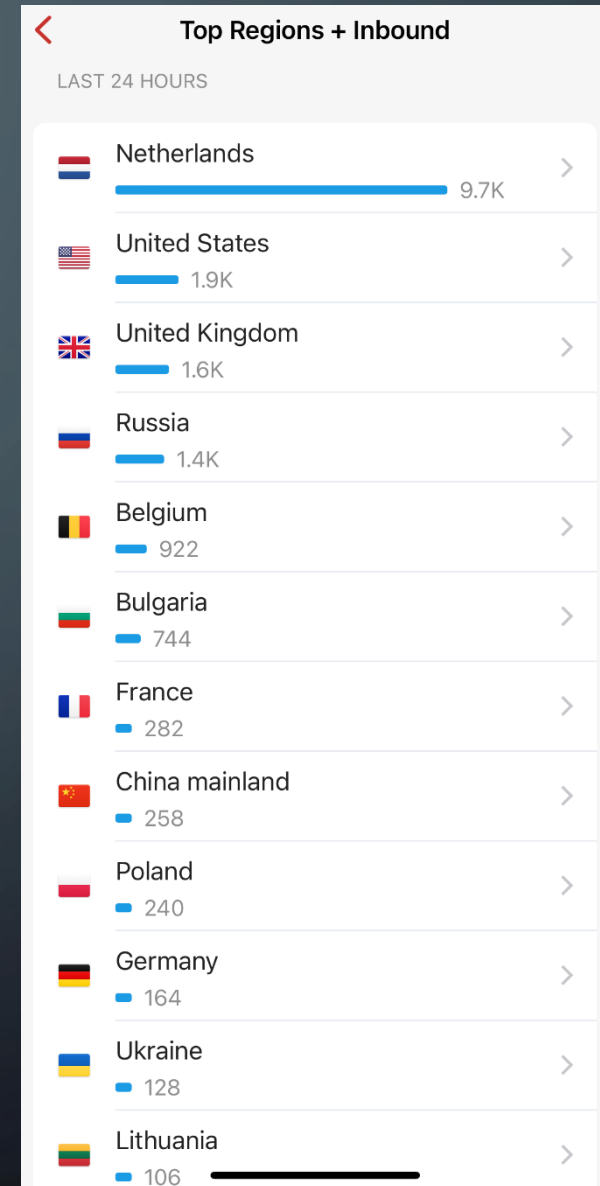 Top Regions + Inbound
LAST 24 HOURS
Netherlands
9.7K
United States
1.9K
United Kingdom
1.6K
Russia
1.4K
Belgium
922
Bulgaria
744
France
282
China mainland
258
Poland
240
Germany
164
Ukraine
128
Lithuania
106